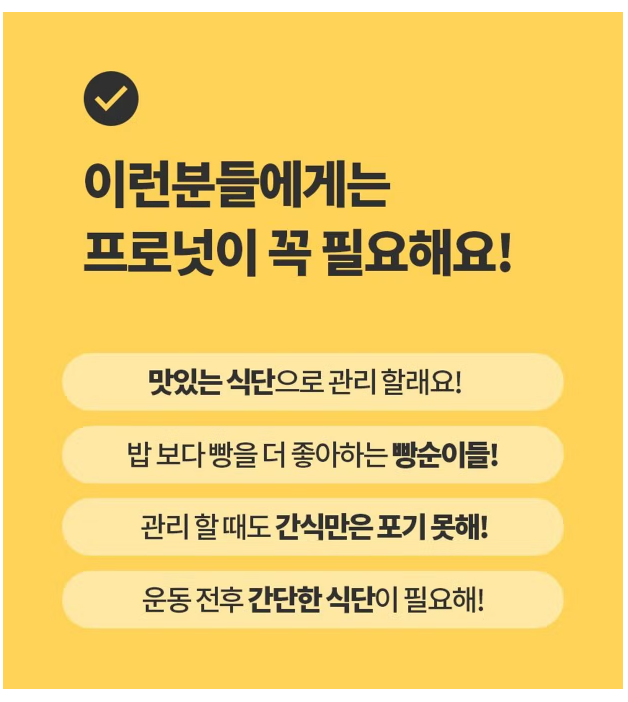 이런분들에게는
프로넛이 꼭 필요해요!
맛있는 식단으로 관리 할래요!
밥 보다 빵을 더 좋아하는 빵순이들!
관리 할 때도 간식만은 포기 못해!
운동 전후 간단한 식단이 필요해!